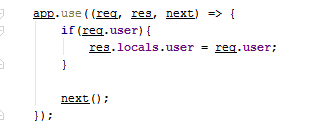 app.use((req, res, next) => {
    if(req.user){
        res.locals.user = req.user;
    }

    next();
});